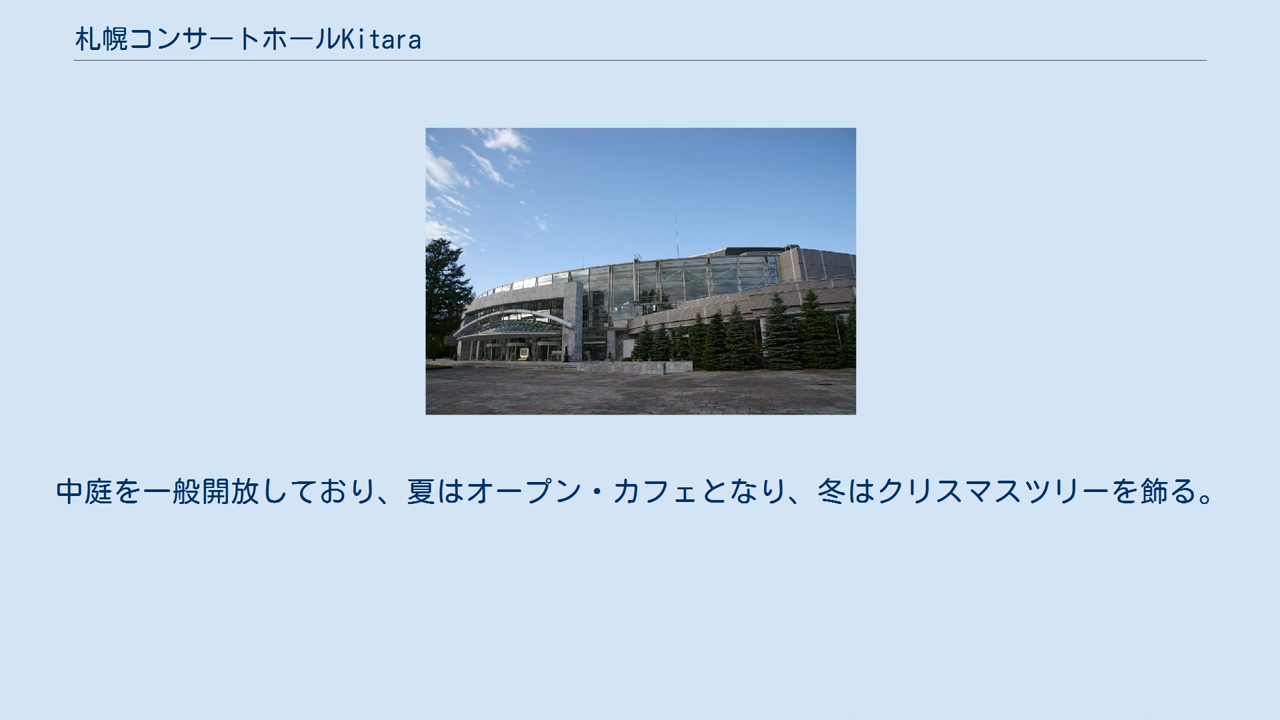 札幌コンサートホールKitara
中庭を一般開放しており、夏はオープン・カフェとなり、冬はクリスマスツリーを飾る。